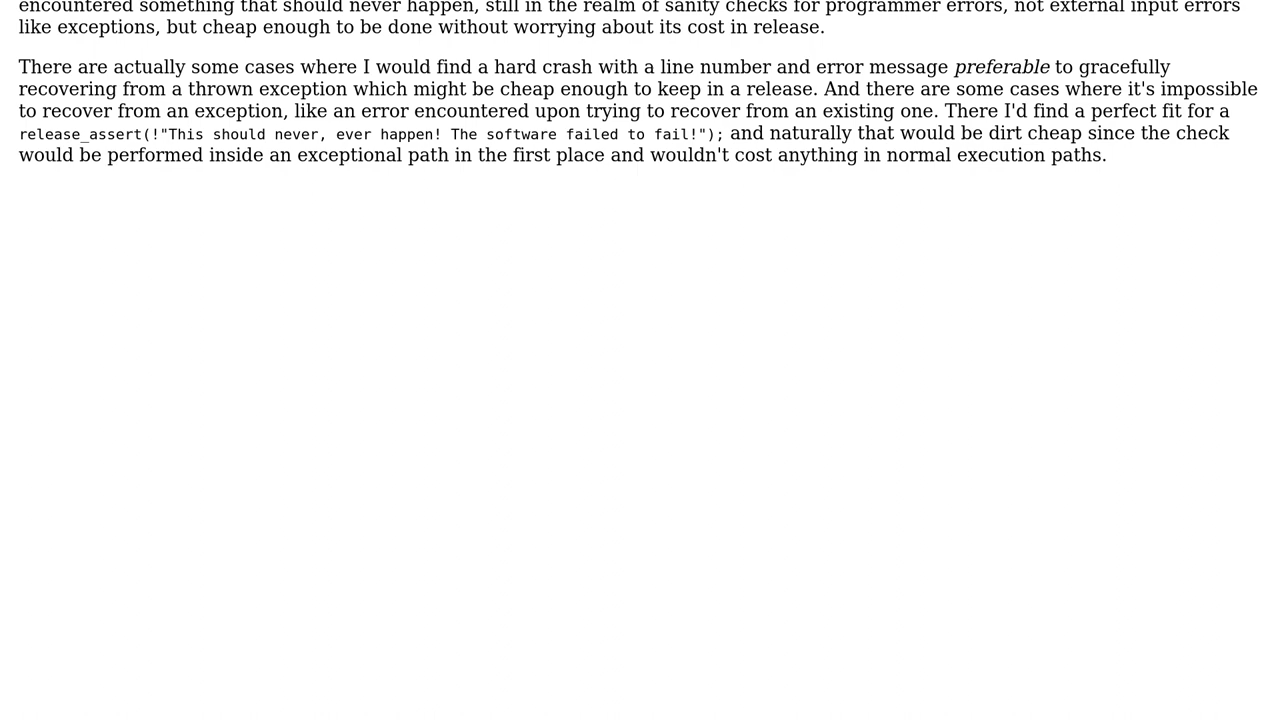 encountered something that should never happen, still in the realm of sanity checks for programmer errors, not external input errors
like exceptions, but cheap enough to be done without worrying about its cost in release.
There are actually some cases where I would find a hard crash with a line number and error message preferable to gracefully
recovering from a thrown exception which might be cheap enough to keep in a release. And there are some cases where it's impossible
to recover from an exception, like an error encountered upon trying to recover from an existing one. There I'd find a perfect fit for a
release_assert(!"This should never, ever happen! The software failed to fail!"); and naturally that would be dirt cheap since the check
would be performed inside an exceptional path in the first place and wouldn't cost anything in normal execution paths.